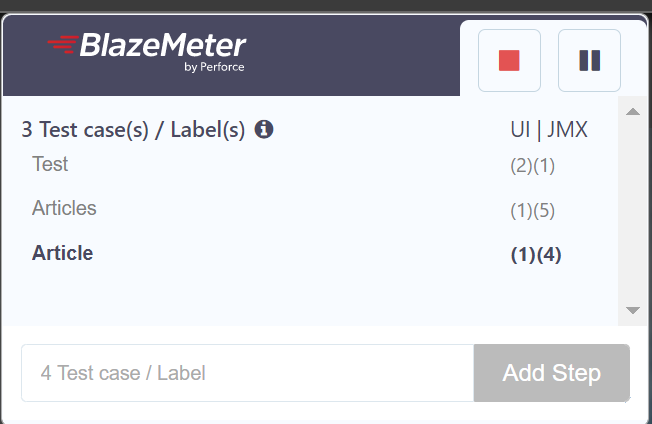 BlazeMeter
by Perforce
3 Test case(s) / Label(s) UI | JMX
Test (2)(1)
Articles (1)(5)
Article (1)(4)
4 Test case / Label Add Step